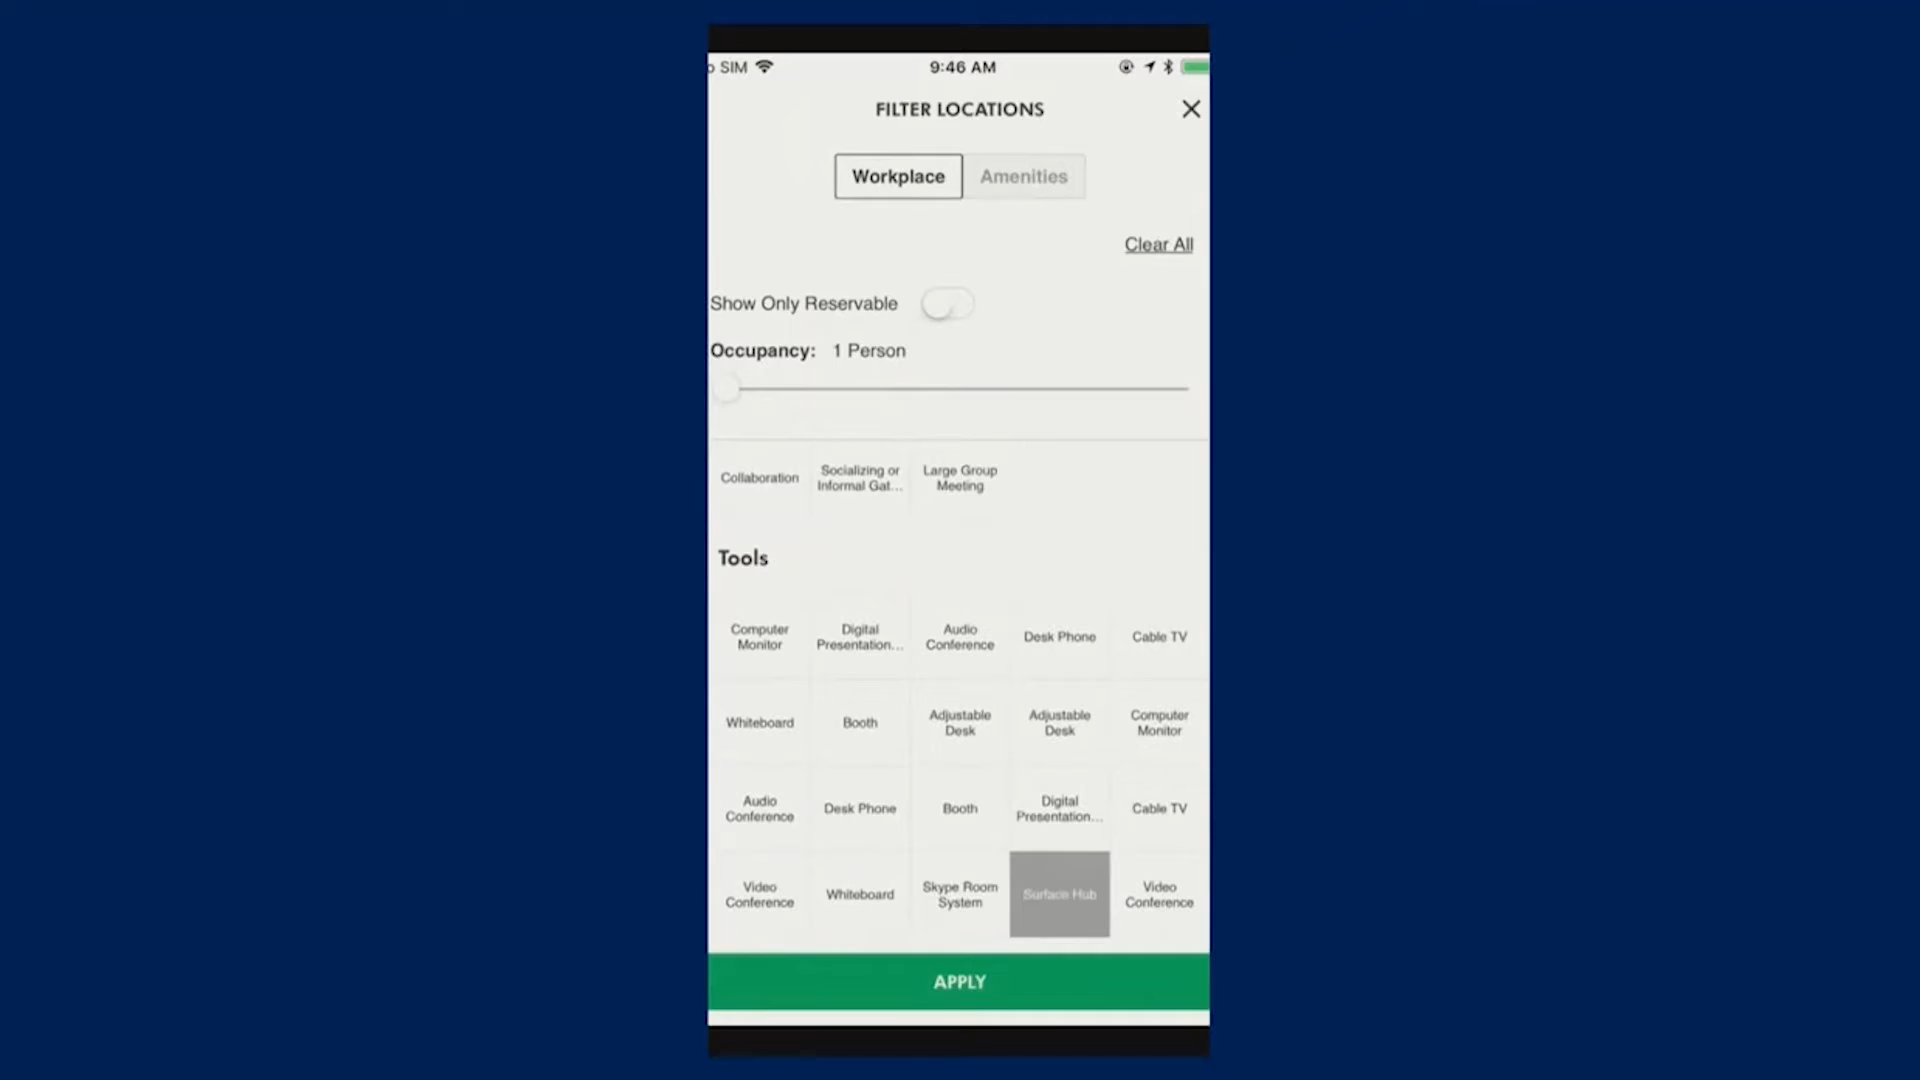 SIM
9:46 AM
FILTER LOCATIONS
Workplace
Amenities
Clear All
Show Only Reservable
Occupancy: 1 Person
Collaboration
Socializing or
Informal Gat...
Large Group
Meeting
Tools
Computer
Monitor
Digital
Presentation...
Audio
Conference
Desk Phone
Cable TV
Whiteboard
Booth
Adjustable
Desk
Adjustable
Desk
Computer
Monitor
Audio
Conference
Desk Phone
Booth
Digital
Presentation...
Cable TV
Video
Conference
Whiteboard
Skype Room
System
Surface Hub
Video
Conference
APPLY